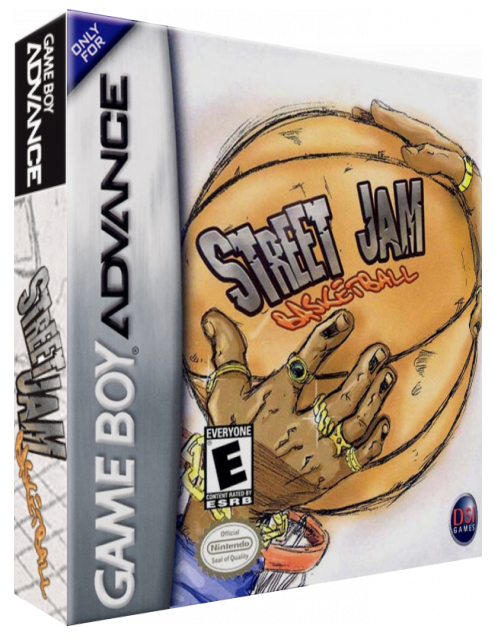 GAME BOY
ADVANCE
STREET JAM
BASKETBALL
ONLY
FOR
GAME BOY ADVANCE
STREET JAM
BASKETBALL
EVERYONE
E
CONTENT RATED BY
ESRB
Official
Nintendo
Seal of Quality
DSI
GAMES